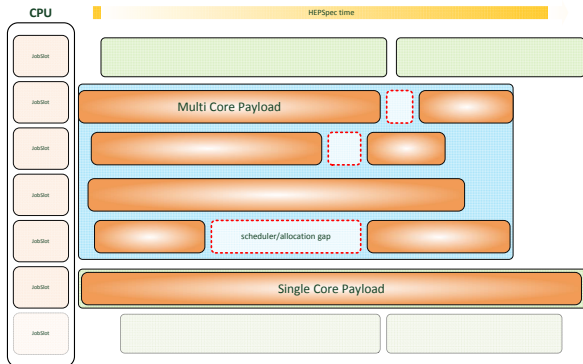 CPU
HEPSpec time
JobSlot
JobSlot
Multi Core Payload
JobSlot
JobSlot
JobSlot
scheduler/allocation gap
JobSlot
Single Core Payload
JobSlot